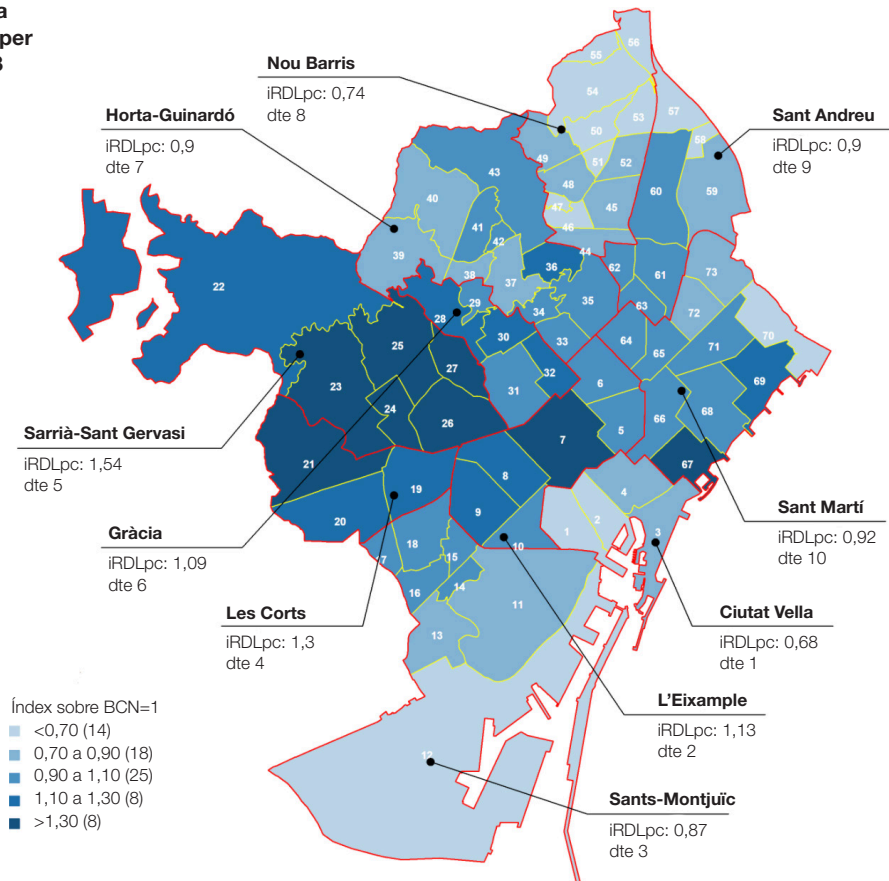 a
per
3
Nou Barris
iRDLpc: 0,74
dte 8
Horta-Guinardó
iRDLpc: 0,9
dte 7
Sant Andreu
iRDLpc: 0,9
dte 9
Sarrià-Sant Gervasi
iRDLpc: 1,54
dte 5
Gràcia
iRDLpc: 1,09
dte 6
Les Corts
iRDLpc: 1,3
dte 4
Sant Martí
iRDLpc: 0,92
dte 10
Ciutat Vella
iRDLpc: 0,68
dte 1
L'Eixample
iRDLpc: 1,13
dte 2
Sants-Montjuïc
iRDLpc: 0,87
dte 3
Índex sobre BCN=1
<0,70 (14)
0,70 a 0,90 (18)
0,90 a 1,10 (25)
1,10 a 1,30 (8)
>1,30 (8)
56
55
54
57
53
50
58
49
51
52
43
48
60
59
40
47
45
41
46
42
44
39
36
62
61
73
38
37
22
29
35
63
72
28
34
70
30
33
64
65
71
25
27
32
69
23
31
6
24
26
66
68
5
7
21
67
8
19
4
9
20
1
2
3
10
18
15
17
14
16
11
13
12